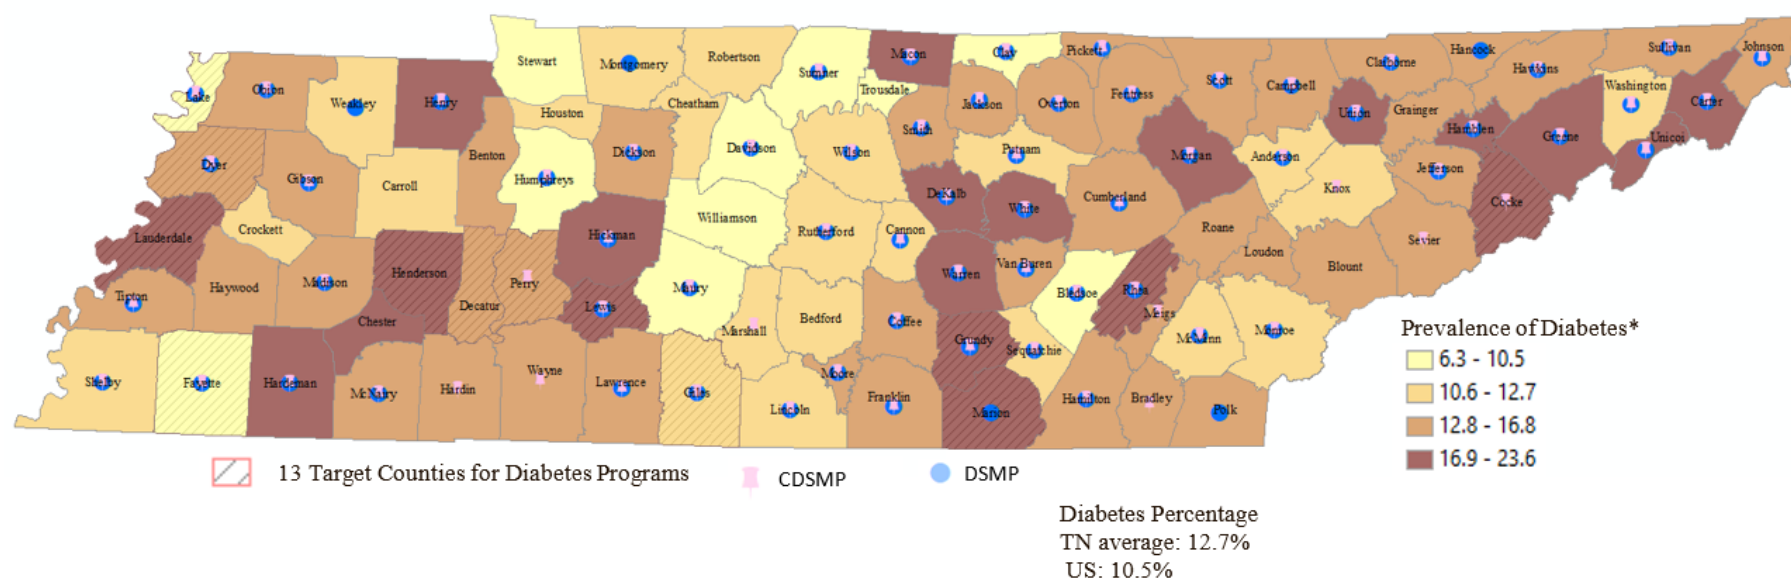 Stewart
Montgomery
Robertson
Sumner
Macon
Clay
Pickett
Scott
Campbell
Claiborne
Hancock
Hawkins
Sullivan
Johnson
Lake
Obion
Weakley
Henry
Houston
Cheatham
Trousdale
Jackson
Overton
Fentress
Union
Grainger
Hamblen
Greene
Washington
Unicoi
Carter
Dyer
Gibson
Carroll
Benton
Humphreys
Dickson
Davidson
Wilson
Smith
Putnam
Morgan
Anderson
Knox
Jefferson
Cocke
Lauderdale
Crockett
Henderson
Hickman
Williamson
Rutherford
Cannon
DeKalb
White
Cumberland
Roane
Loudon
Blount
Sevier
Tipton
Haywood
Madison
Chester
Decatur
Perry
Lewis
Maury
Marshall
Bedford
Coffee
Warren
Van Buren
Bledsoe
Rhea
Meigs
McMinn
Monroe
Shelby
Fayette
Hardeman
McNairy
Hardin
Wayne
Lawrence
Giles
Lincoln
Moore
Franklin
Grundy
Sequatchie
Marion
Hamilton
Bradley
Polk
Prevalence of Diabetes*
6.3 - 10.5
10.6 - 12.7
12.8 - 16.8
16.9 - 23.6
13 Target Counties for Diabetes Programs
CDSMP
DSMP
Diabetes Percentage
TN average: 12.7%
US: 10.5%